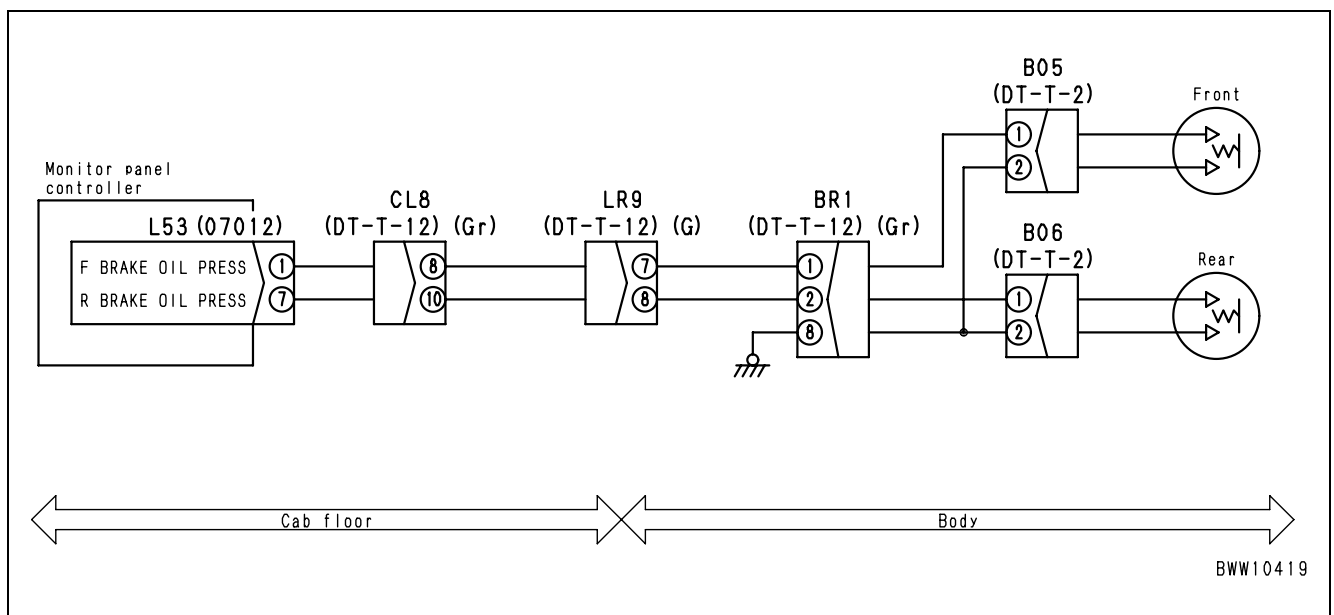 B05
(DT-T-2)
Front
Monitor panel
controller
L53 (07012)
CL8
(DT-T-12) (Gr)
LR9
(DT-T-12) (G)
BR1
(DT-T-12) (Gr)
1
2
B06
(DT-T-2)
Rear
F BRAKE OIL PRESS 1
8
7
1
R BRAKE OIL PRESS 7
10
8
2
8
1
2
Cab floor
Body
BWW10419